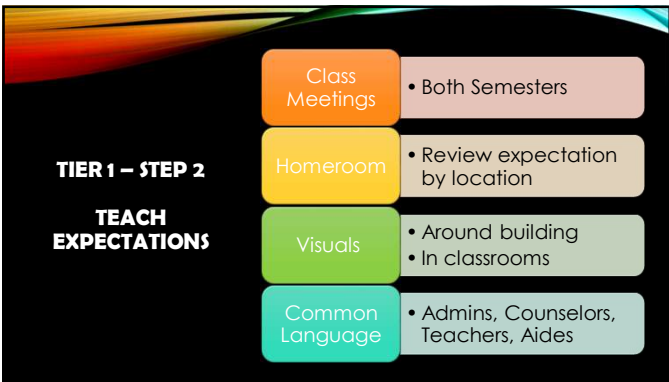 TIER 1 – STEP 2
TEACH
EXPECTATIONS
Class
Meetings
• Both Semesters
Homeroom
• Review expectation
by location
Visuals
• Around building
• In classrooms
Common
Language
• Admins, Counselors,
Teachers, Aides